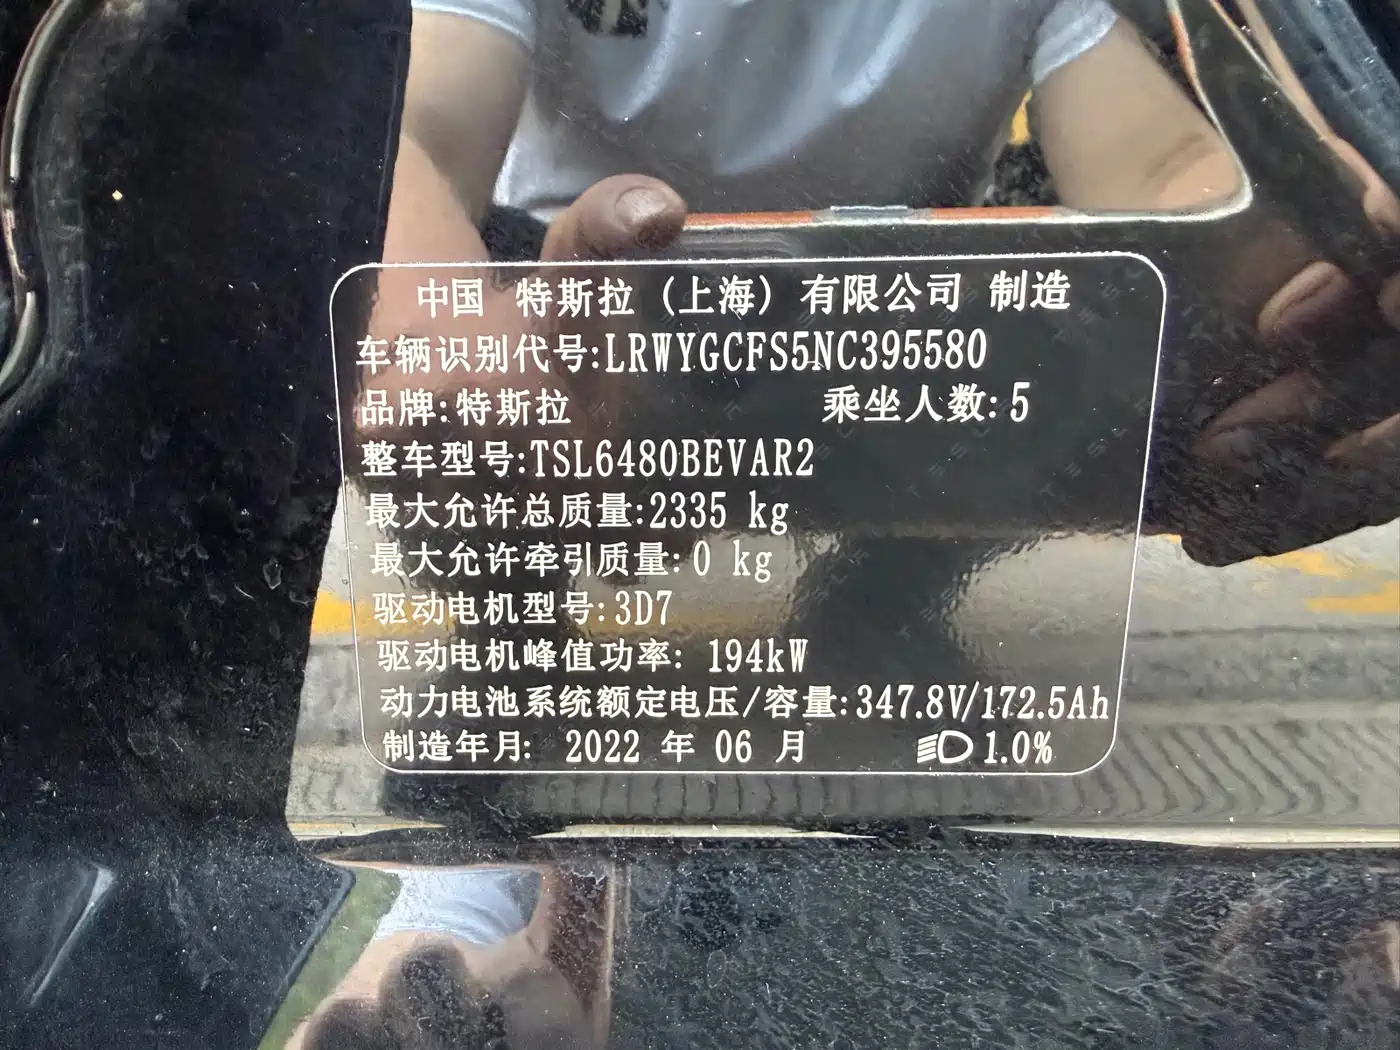 中国 特斯拉（上海）有限公司 制造
车辆识别代号:LRWYGCFS5NC395580
品牌:特斯拉 乘坐人数:5
整车型号:TSL6480BEVAR2
最大允许总质量:2335 kg
最大允许牵引质量:0 kg
驱动电机型号:3D7
驱动电机峰值功率: 194kW
动力电池系统额定电压/容量:347.8V/172.5Ah
制造年月: 2022 年 06 月 1.0%